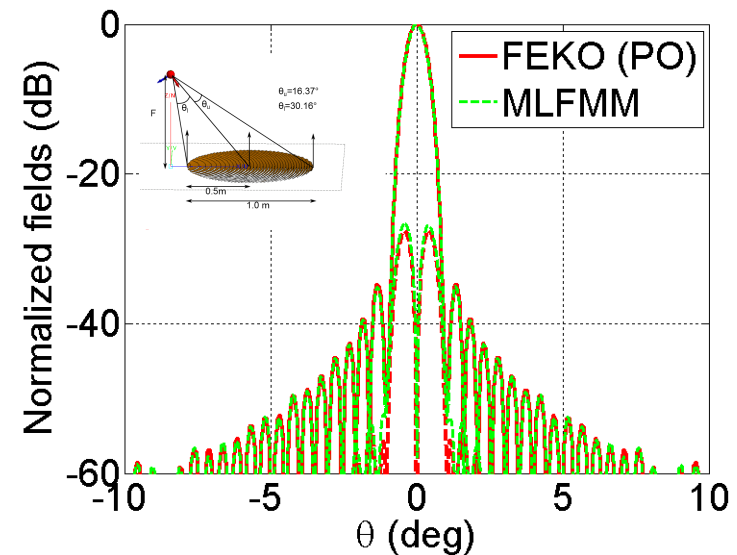 Normalized fields (dB)
0
-20
-40
-60
FEKO (PO)
MLFMM
F
θl
θu
θu=16.37°
θl=30.16°
0.5m
1.0 m
-10
-5
0
5
10
θ (deg)